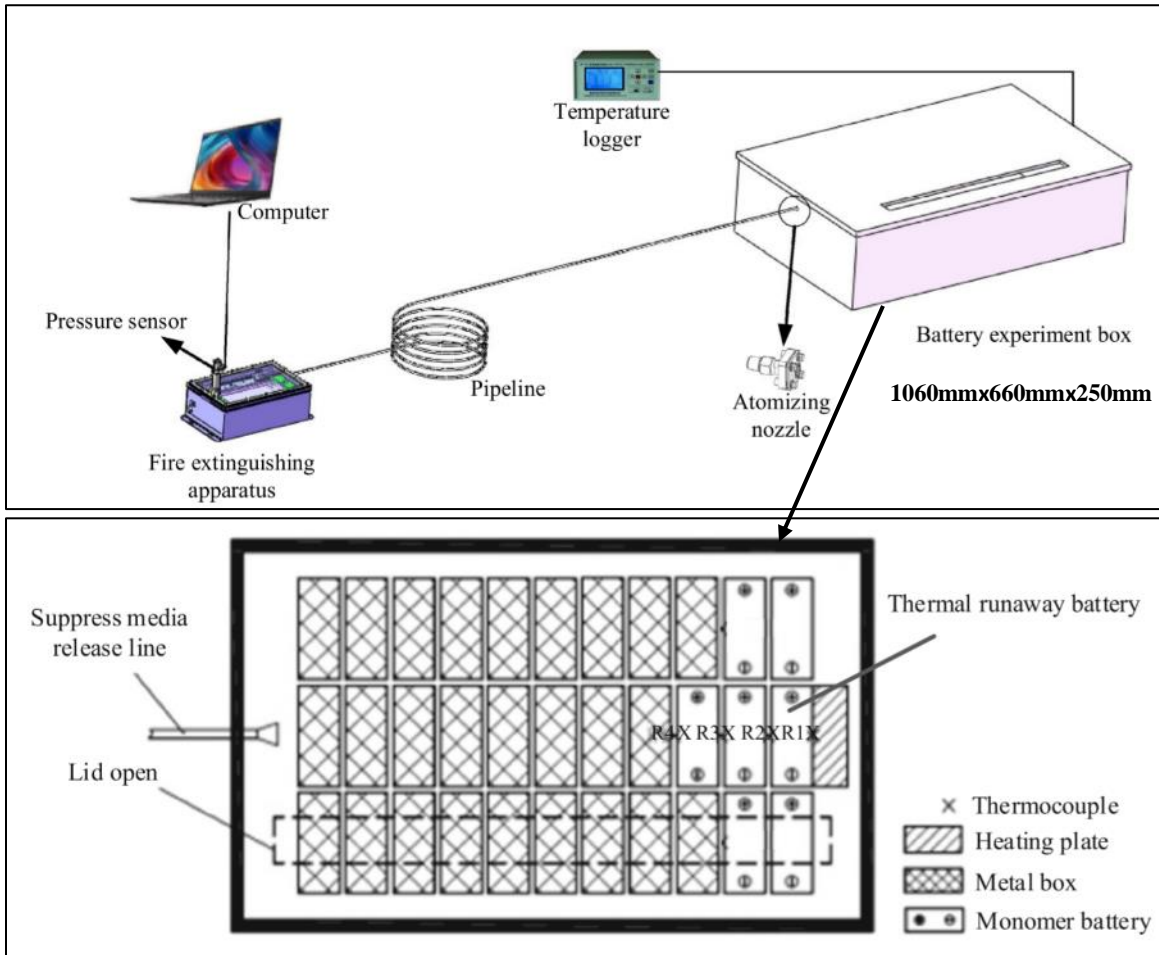 Temperature
logger
Computer
Pressure sensor
Pipeline
Atomizing
nozzle
Battery experiment box
1060mmx660mmx250mm
Fire extinguishing
apparatus
Suppress media
release line
Thermal runaway battery
R4X R3X R2XR1X
Lid open
Thermocouple
Heating plate
Metal box
Monomer battery